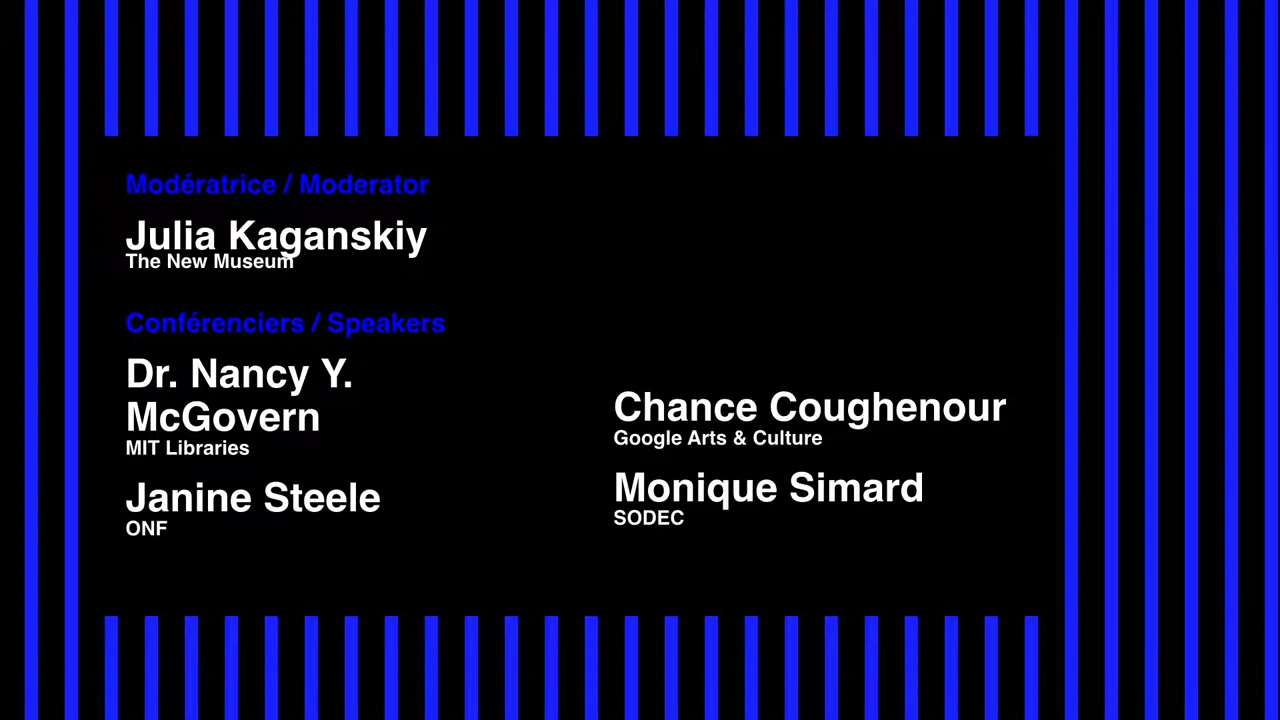 Modératrice / Moderator
Julia Kaganskiy
The New Museum
Conférenciers / Speakers
Dr. Nancy Y.
McGovern
MIT Libraries
Janine Steele
ONF
Chance Coughenour
Google Arts & Culture
Monique Simard
SODEC